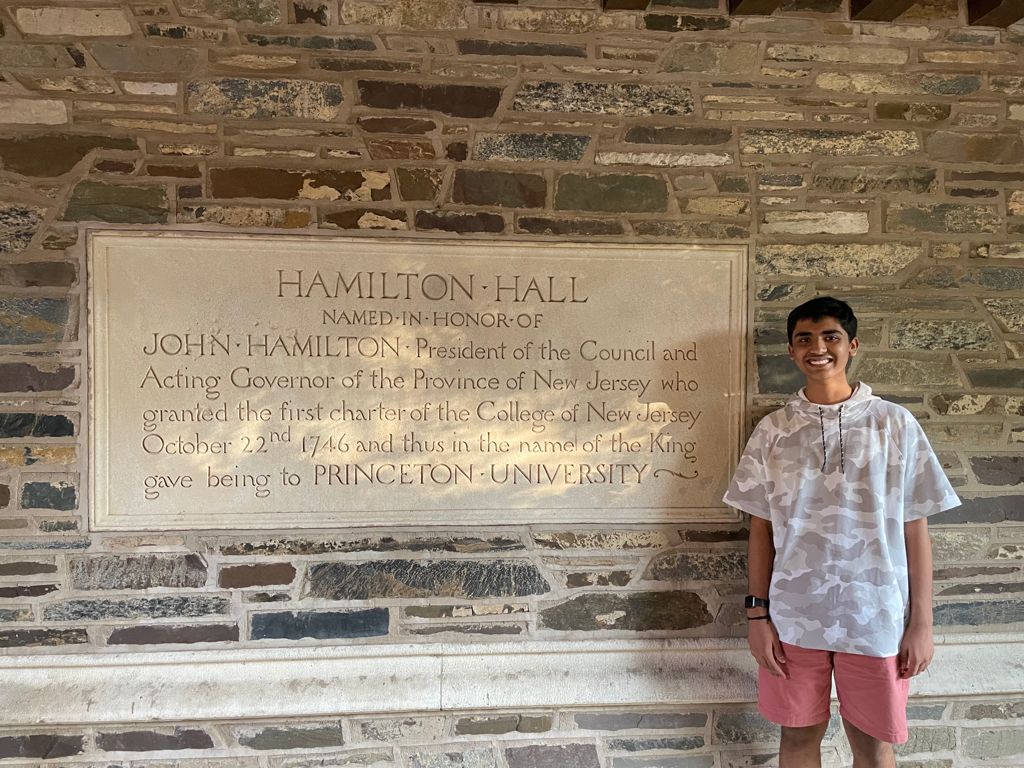 HAMILTON·HALL
NAMED·IN·HONOR·OF
JOHN·HAMILTON·President of the Council and
Acting Governor of the Province of New Jersey who
granted the first charter of the College of New Jersey
October 22nd 1746 and thus in the name of the King
gave being to PRINCETON·UNIVERSITY